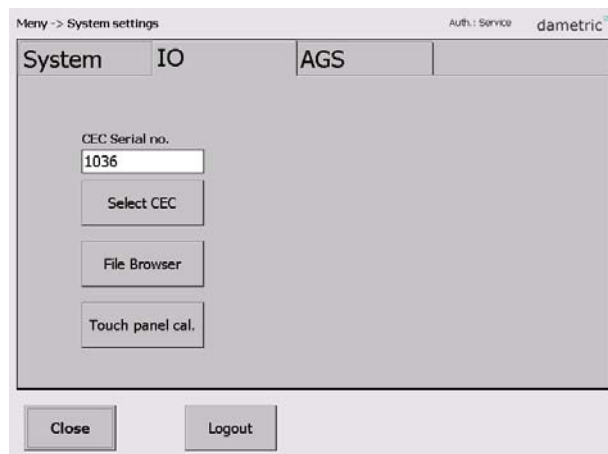 Meny -> System settings Auth.: Service dametric
System IO AGS
CEC Serial no.
1036
Select CEC
File Browser
Touch panel cal.
Close Logout